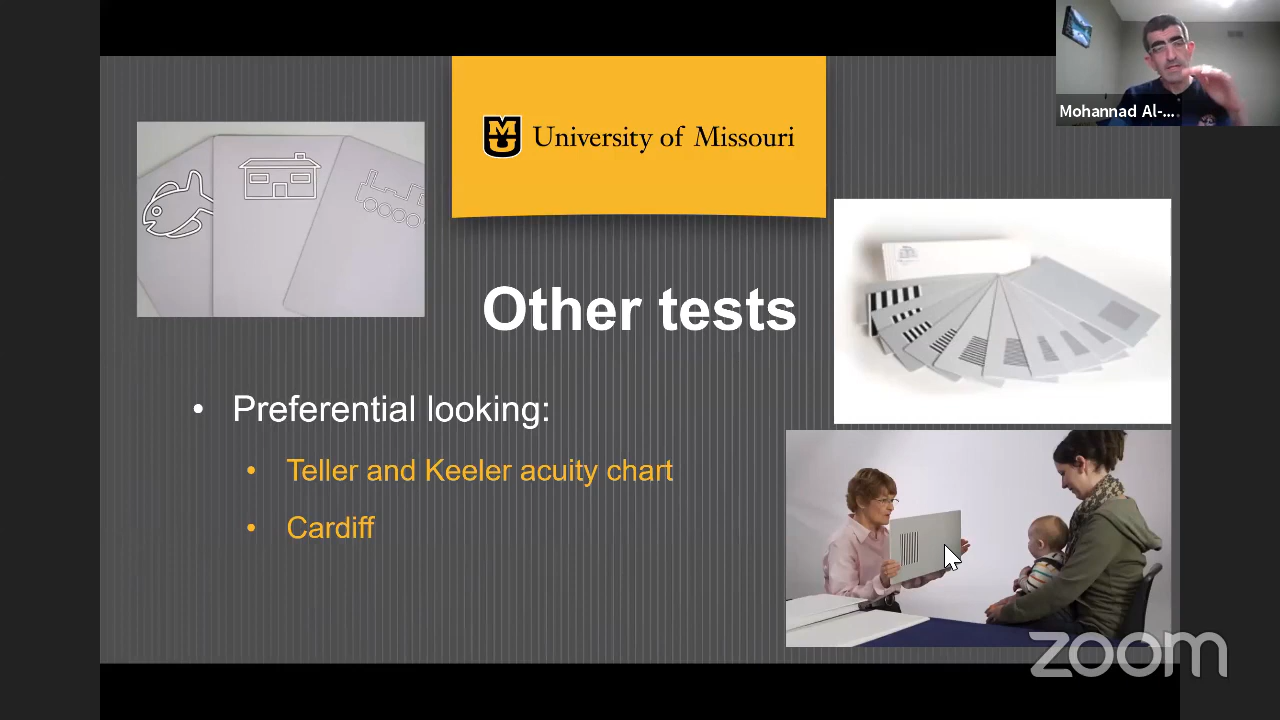 Mohannad Al-...
University of Missouri
Other tests
• Preferential looking:
• Teller and Keeler acuity chart
• Cardiff
zoom